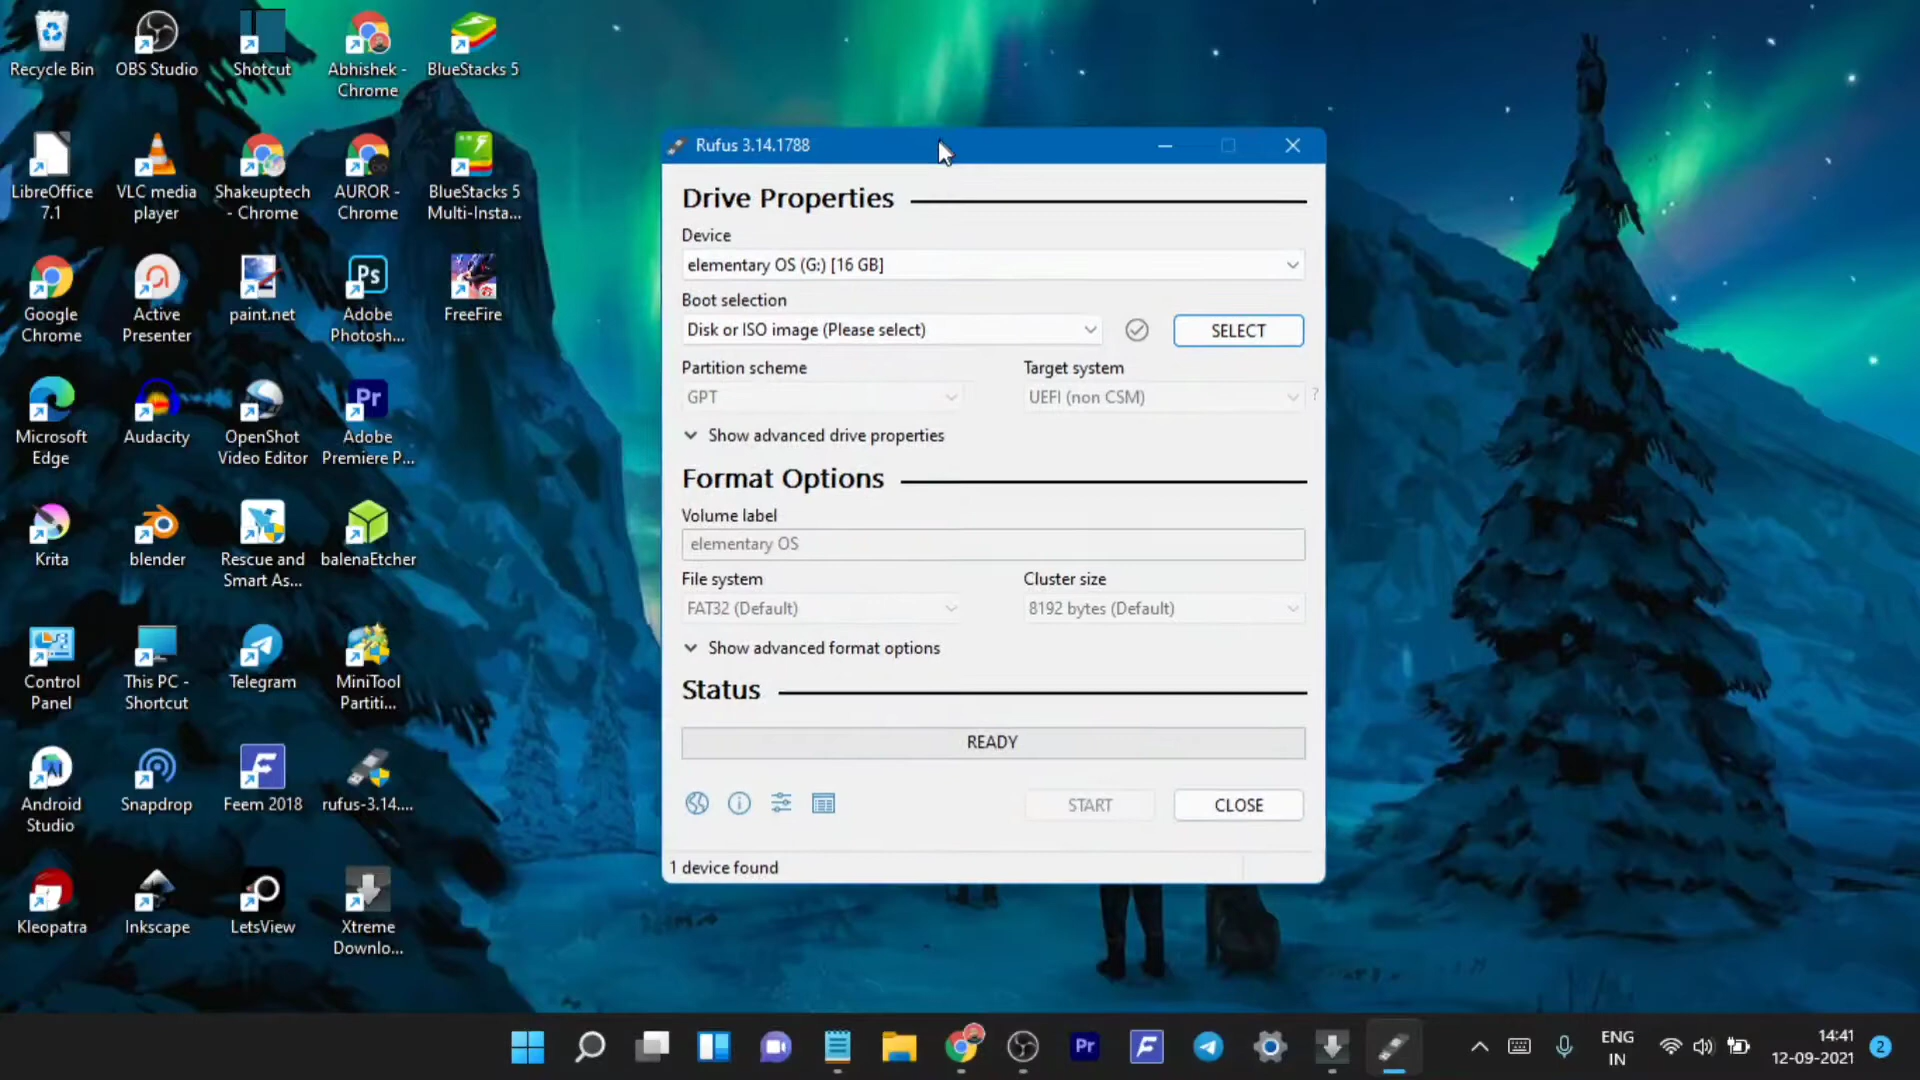 Recycle Bin
OBS Studio
Shotcut
Abhishek -
Chrome
BlueStacks 5
LibreOffice
7.1
VLC media
player
Shakeuptech
- Chrome
AUROR -
Chrome
BlueStacks 5
Multi-Insta...
Google
Chrome
Active
Presenter
paint.net
Ps
Adobe
Photosh...
FreeFire
Microsoft
Edge
Audacity
OpenShot
Video Editor
Pr
Adobe
Premiere P...
Krita
blender
Rescue and
Smart As...
balenaEtcher
Control
Panel
This PC -
Shortcut
Telegram
MiniTool
Partiti...
Android
Studio
Snapdrop
Feem 2018
rufus-3.14....
Kleopatra
Inkscape
LetsView
Xtreme
Downlo...
Rufus 3.14.1788
Drive Properties
Device
elementary OS (G:) [16 GB]
Boot selection
Disk or ISO image (Please select)
SELECT
Partition scheme
Target system
GPT
UEFI (non CSM)
?
Show advanced drive properties
Format Options
Volume label
elementary OS
File system
Cluster size
FAT32 (Default)
8192 bytes (Default)
Show advanced format options
Status
READY
START
CLOSE
1 device found
Pr
F
ENG
IN
14:41
12-09-2021
2